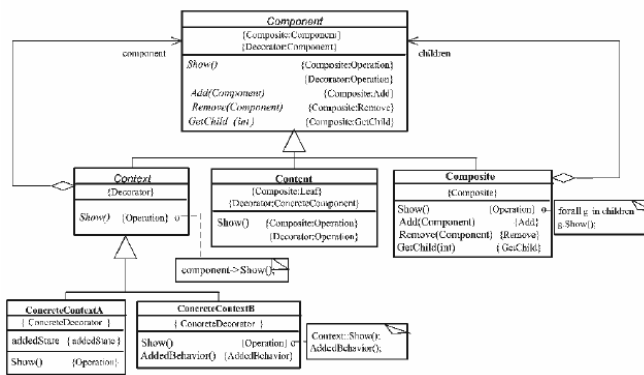 Component
{Composite:Component}
{Decorator:Component}
component
children
Show() {Composite:Operation}
{Decorator:Operation}
Add(Component) {Composite:Add}
Remove(Component) {Composite:Remove}
GetChild (int) {Composite:GetChild}
Context
{Decorator}
Show() {Operation}
Content
{Composite:Leaf}
{Decorator:ConcreteComponent}
Show() {Composite:Operation}
{Decorator:Operation}
Composite
{Composite}
Show() {Operation}
Add(Component) {Add}
Remove(Component) {Remove}
GetChild(int) {GetChild}
forall g in children
g.Show();
component->Show();
ConcreteContextA
{ ConcreteDecorator }
addedState {addedState}
Show() {Operation}
ConcreteContextB
{ ConcreteDecorator }
Show() {Operation}
AddedBehavior() {AddedBehavior}
Context::Show();
AddedBehavior();